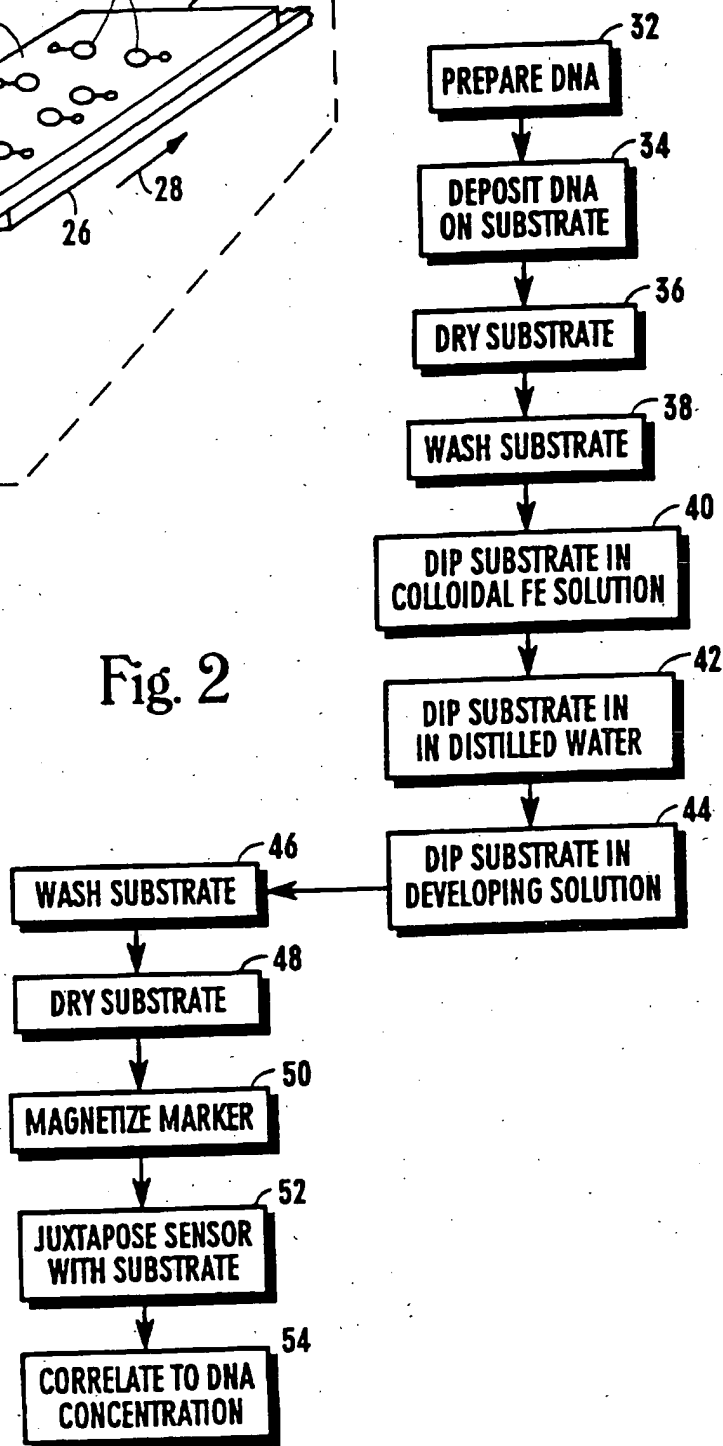 28
26
32
PREPARE DNA
34
DEPOSIT DNA
ON SUBSTRATE
36
DRY SUBSTRATE
38
WASH SUBSTRATE
40
DIP SUBSTRATE IN
COLLOIDAL FE SOLUTION
42
DIP SUBSTRATE IN
IN DISTILLED WATER
44
DIP SUBSTRATE IN
DEVELOPING SOLUTION
Fig. 2
46
WASH SUBSTRATE
48
DRY SUBSTRATE
50
MAGNETIZE MARKER
52
JUXTAPOSE SENSOR
WITH SUBSTRATE
54
CORRELATE TO DNA
CONCENTRATION